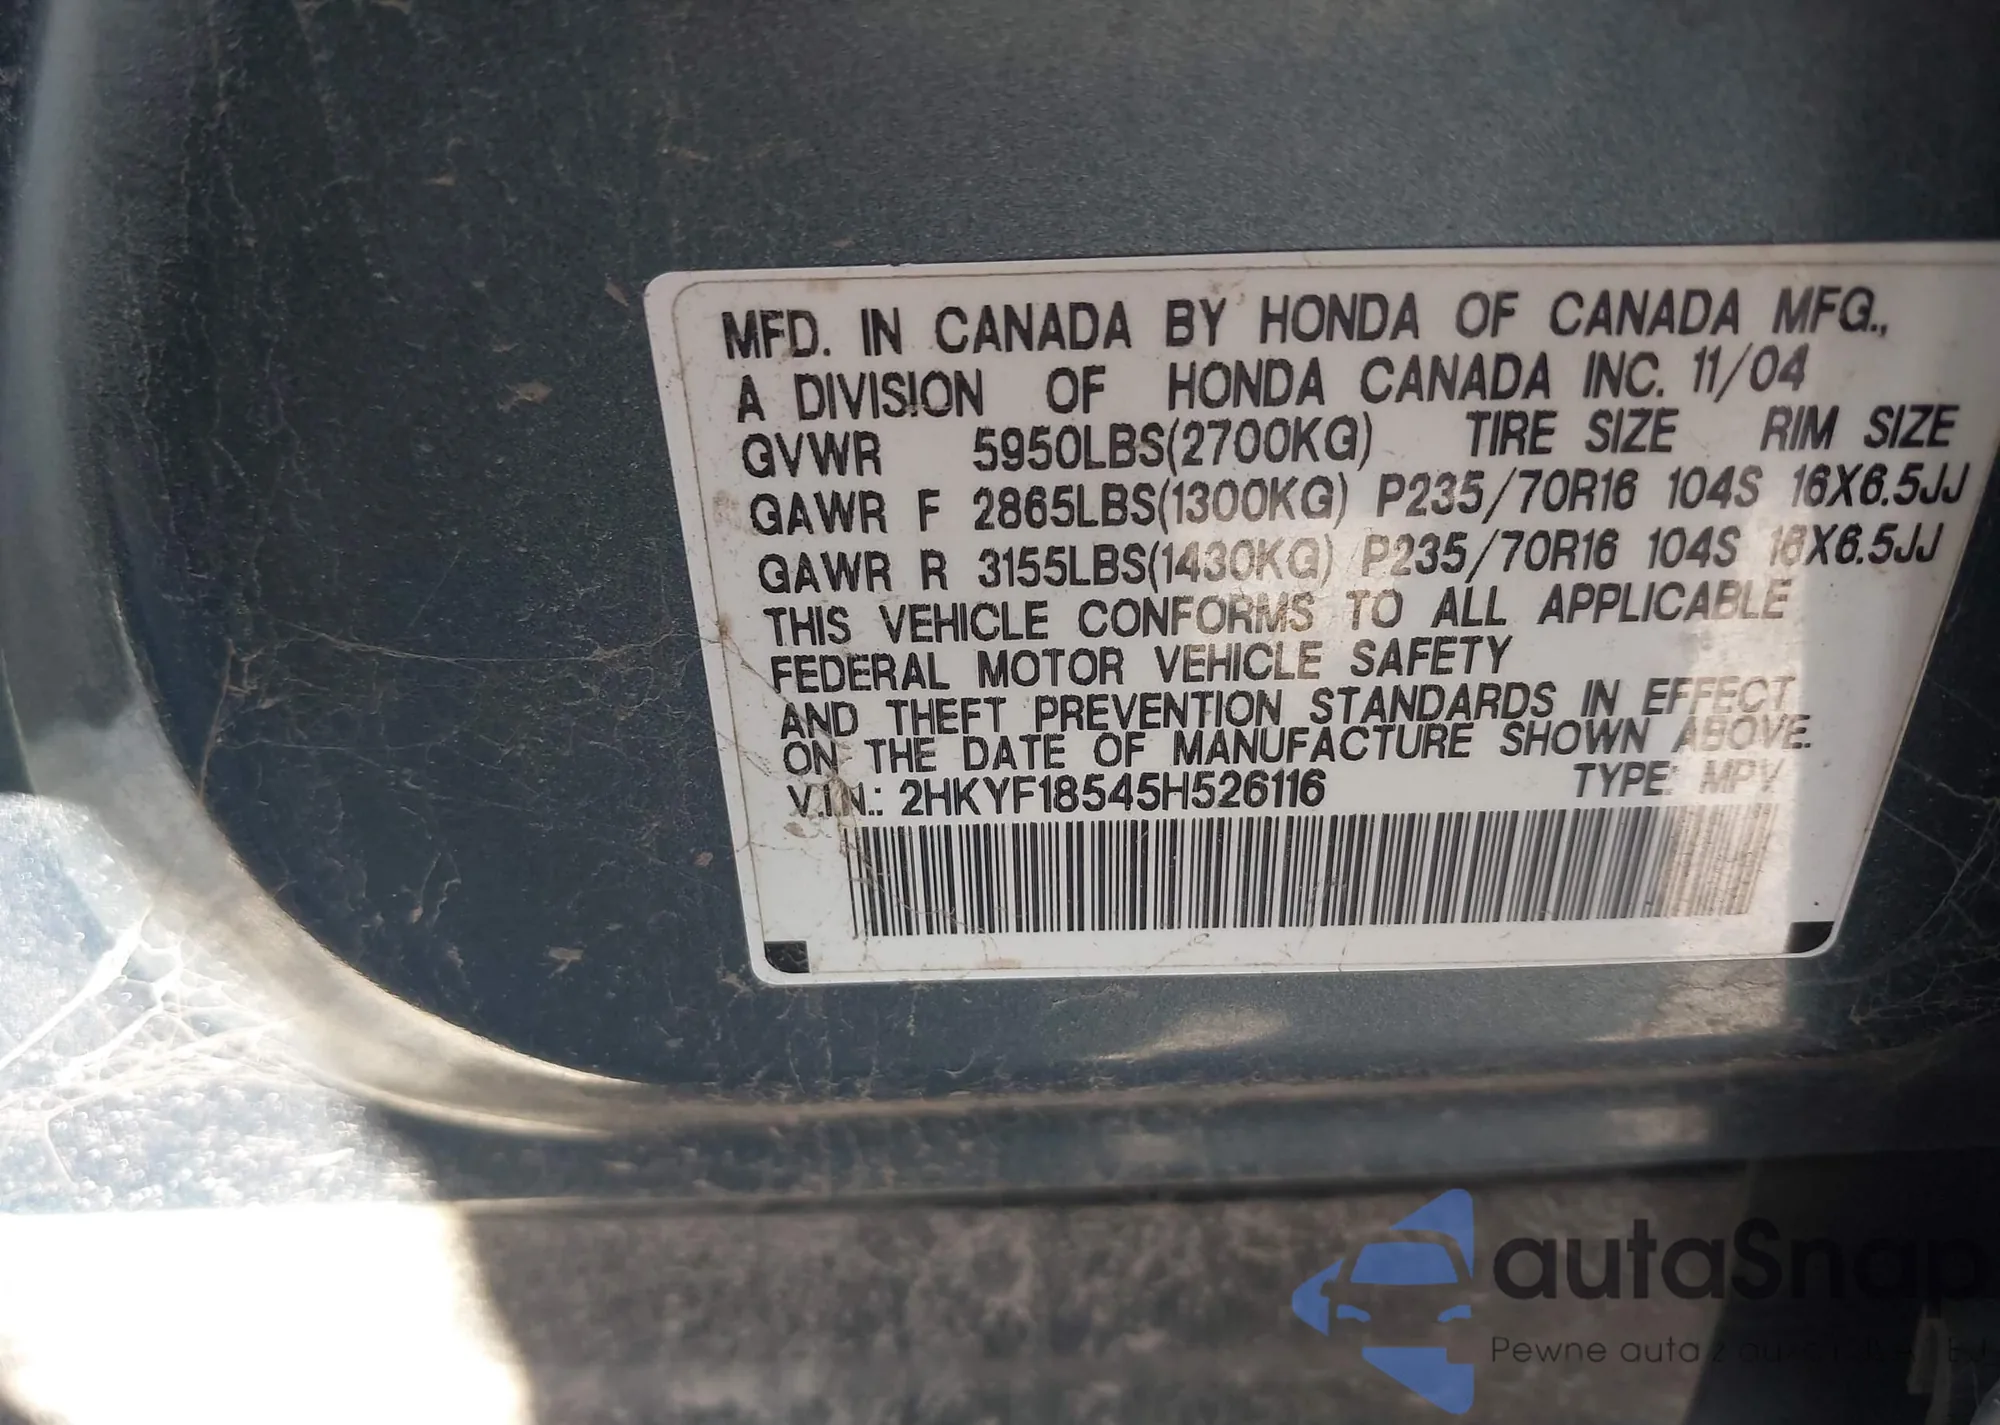 MFD. IN CANADA BY HONDA OF CANADA MFG.,
A DIVISION OF HONDA CANADA INC. 11/04
GVWR 5950LBS(2700KG) TIRE SIZE RIM SIZE
GAWR F 2865LBS(1300KG) P235/70R16 104S 16X6.5JJ
GAWR R 3155LBS(1430KG) P235/70R16 104S 16X6.5JJ
THIS VEHICLE CONFORMS TO ALL APPLICABLE
FEDERAL MOTOR VEHICLE SAFETY
AND THEFT PREVENTION STANDARDS IN EFFECT
ON THE DATE OF MANUFACTURE SHOWN ABOVE.
V.I.N.: 2HKYF18545H526116 TYPE: MPV
autaSnap
Pewne auta z